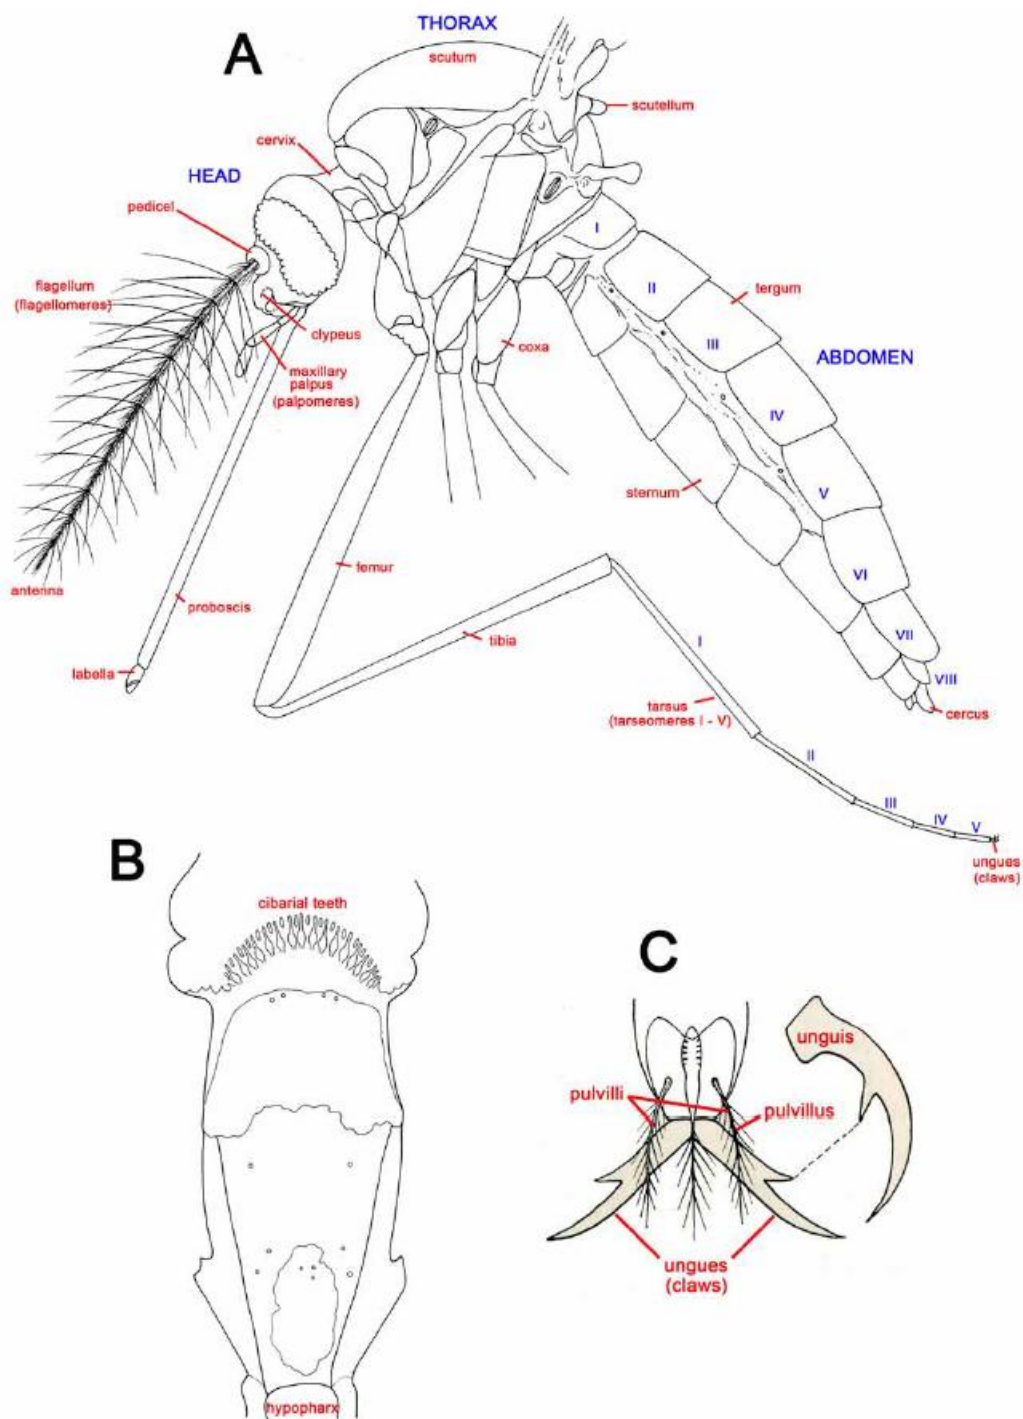 THORAX
A
scutum
scutellum
cervix
HEAD
pedicel
I
flagellum
(flagellomeres)
II
tergum
clypeus
III
coxa
ABDOMEN
maxillary
palpus
(palpomeres)
IV
sternum
V
femur
VI
antenna
proboscis
tibia
I
VII
labella
VIII
tarsus
(tarseomeres I - V)
cercus
II
III
IV
V
ungues
(claws)
B
cibarial teeth
C
unguis
pulvilli
pulvillus
ungues
(claws)
hypopharx